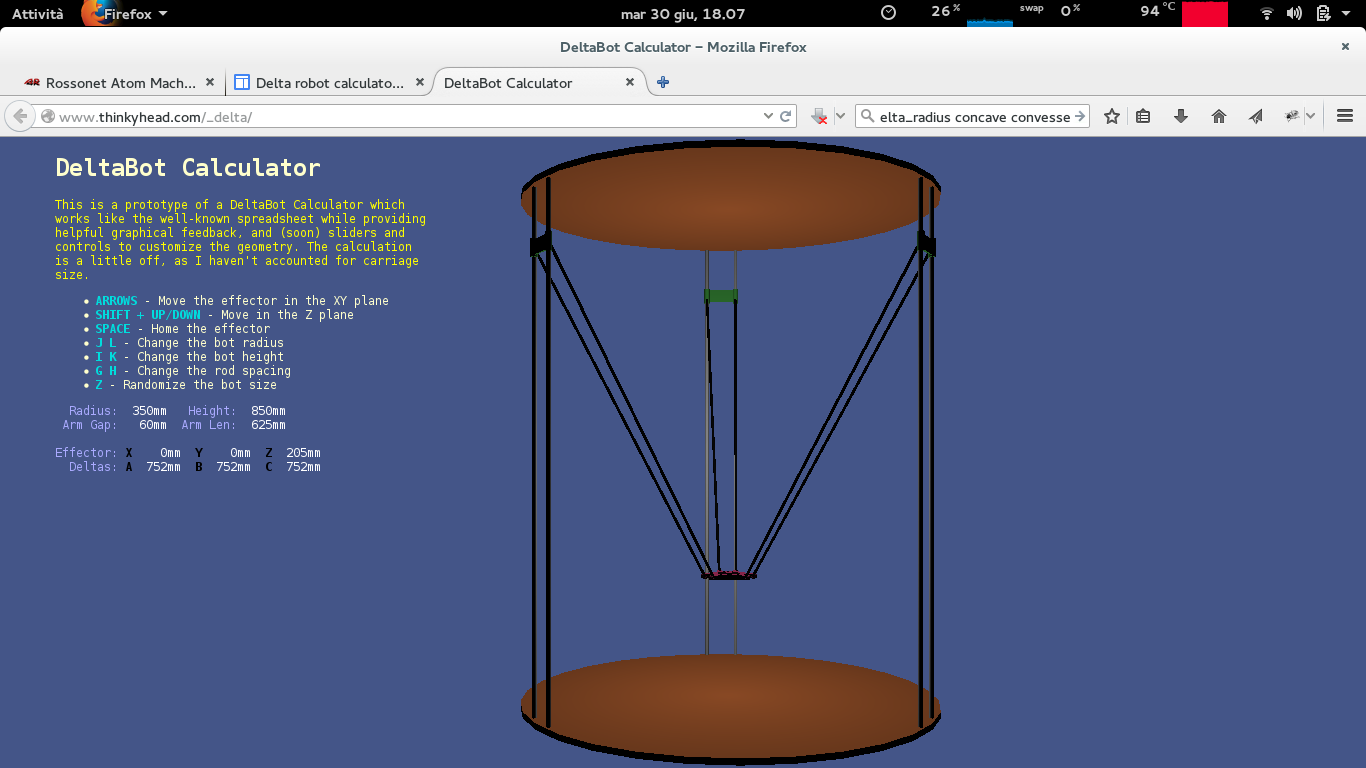 Attività Firefox mar 30 giu, 18.07 26% swap 0% 94°C
DeltaBot Calculator – Mozilla Firefox ×
Rossonet Atom Mach... × Delta robot calculato... × DeltaBot Calculator ×
www.thinkyhead.com/_delta/ elta_radius concave convesse
DeltaBot Calculator
This is a prototype of a DeltaBot Calculator which
works like the well-known spreadsheet while providing
helpful graphical feedback, and (soon) sliders and
controls to customize the geometry. The calculation
is a little off, as I haven't accounted for carriage
size.
• ARROWS - Move the effector in the XY plane
• SHIFT + UP/DOWN - Move in the Z plane
• SPACE - Home the effector
• J L - Change the bot radius
• I K - Change the bot height
• G H - Change the rod spacing
• Z - Randomize the bot size
Radius: 350mm Height: 850mm
Arm Gap: 60mm Arm Len: 625mm
Effector: X 0mm Y 0mm Z 205mm
Deltas: A 752mm B 752mm C 752mm